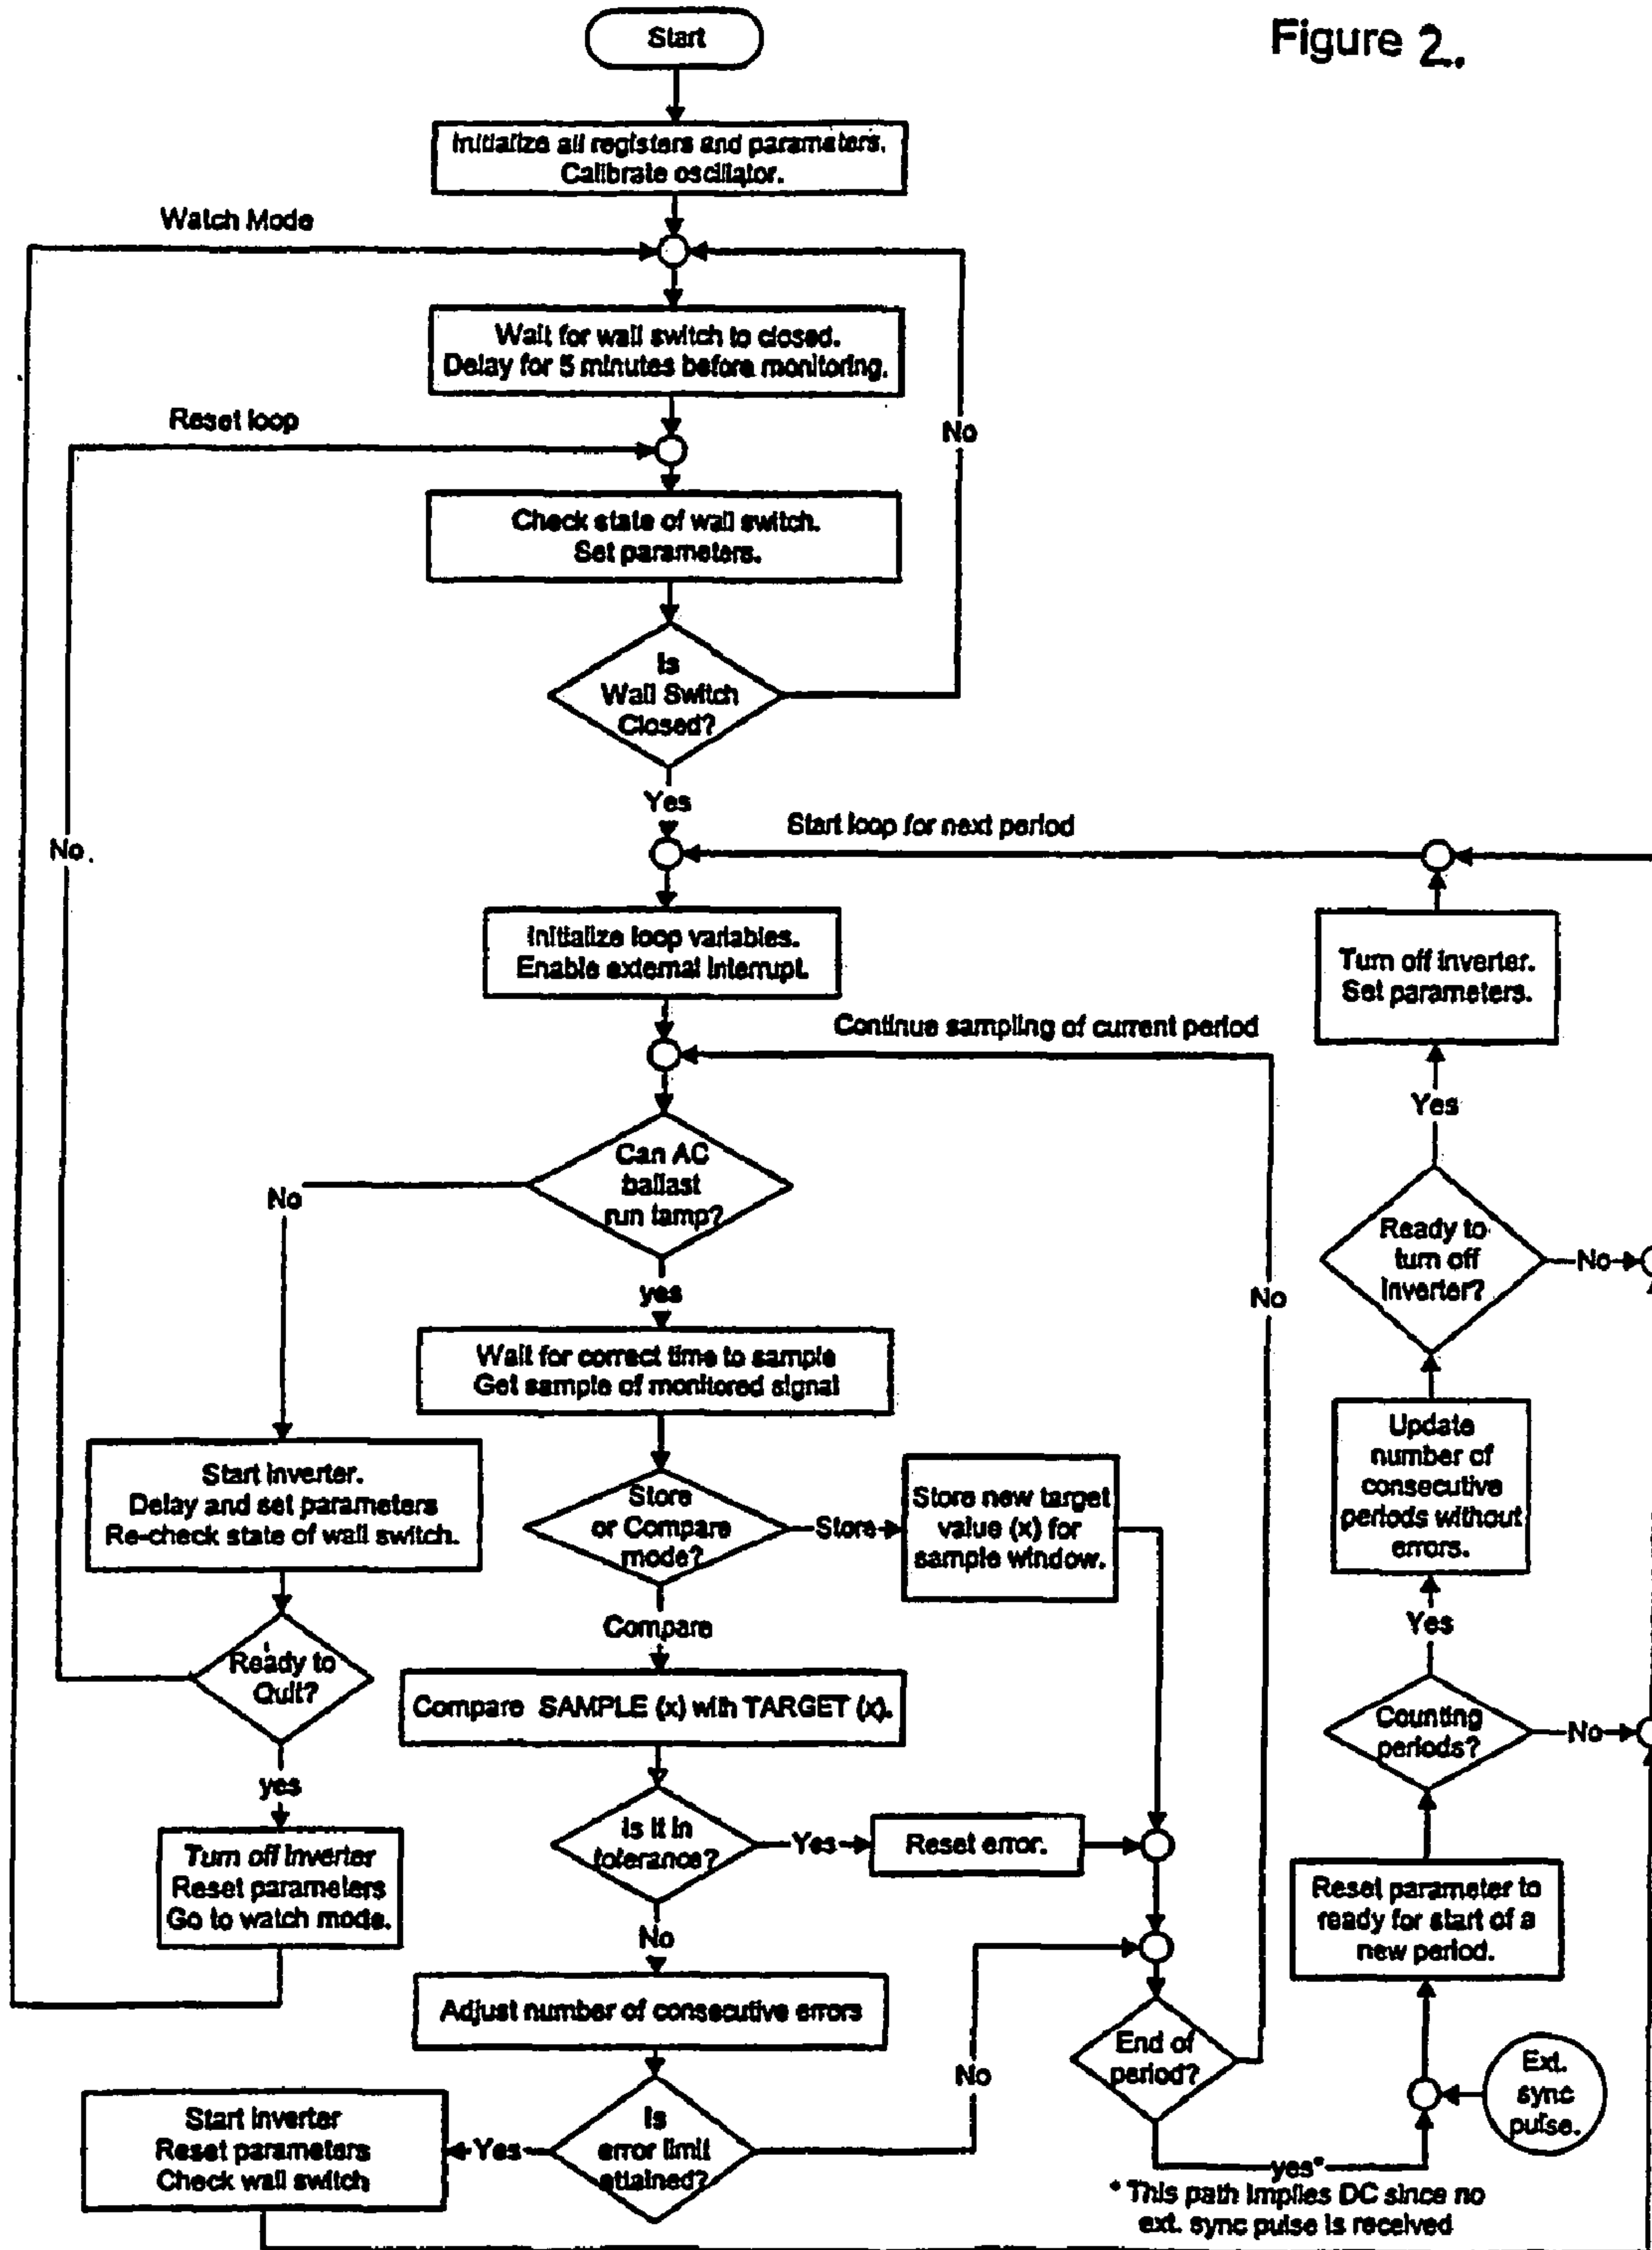 Figure 2.
Start
Initialize all registers and parameters.
Calibrate oscillator.
Watch Mode
Wait for wall switch to closed.
Delay for 5 minutes before monitoring.
Reset loop
No
Check state of wall switch.
Set parameters.
Is
Wall Switch
Closed?
Yes
No.
Start loop for next period
Initialize loop variables.
Enable external interrupt.
Turn off inverter.
Set parameters.
Continue sampling of current period
Yes
Can AC
ballast
run lamp?
No
yes
No
Ready to
turn off
inverter?
No
Wait for correct time to sample
Get sample of monitored signal
Update
number of
consecutive
periods without
errors.
Start inverter.
Delay and set parameters
Re-check state of wall switch.
Store
or Compare
mode?
Store
Store new target
value (x) for
sample window.
Compare
Yes
Ready to
Quit?
Compare SAMPLE (x) with TARGET (x).
Counting
periods?
No
yes
Is it in
tolerance?
Yes
Reset error.
Turn off inverter
Reset parameters
Go to watch mode.
Reset parameter to
ready for start of a
new period.
No
Adjust number of consecutive errors
End of
period?
No
Ext.
sync
pulse.
Start inverter
Reset parameters
Check wall switch
Yes
Is
error limit
attained?
yes*
* This path implies DC since no
ext. sync pulse is received